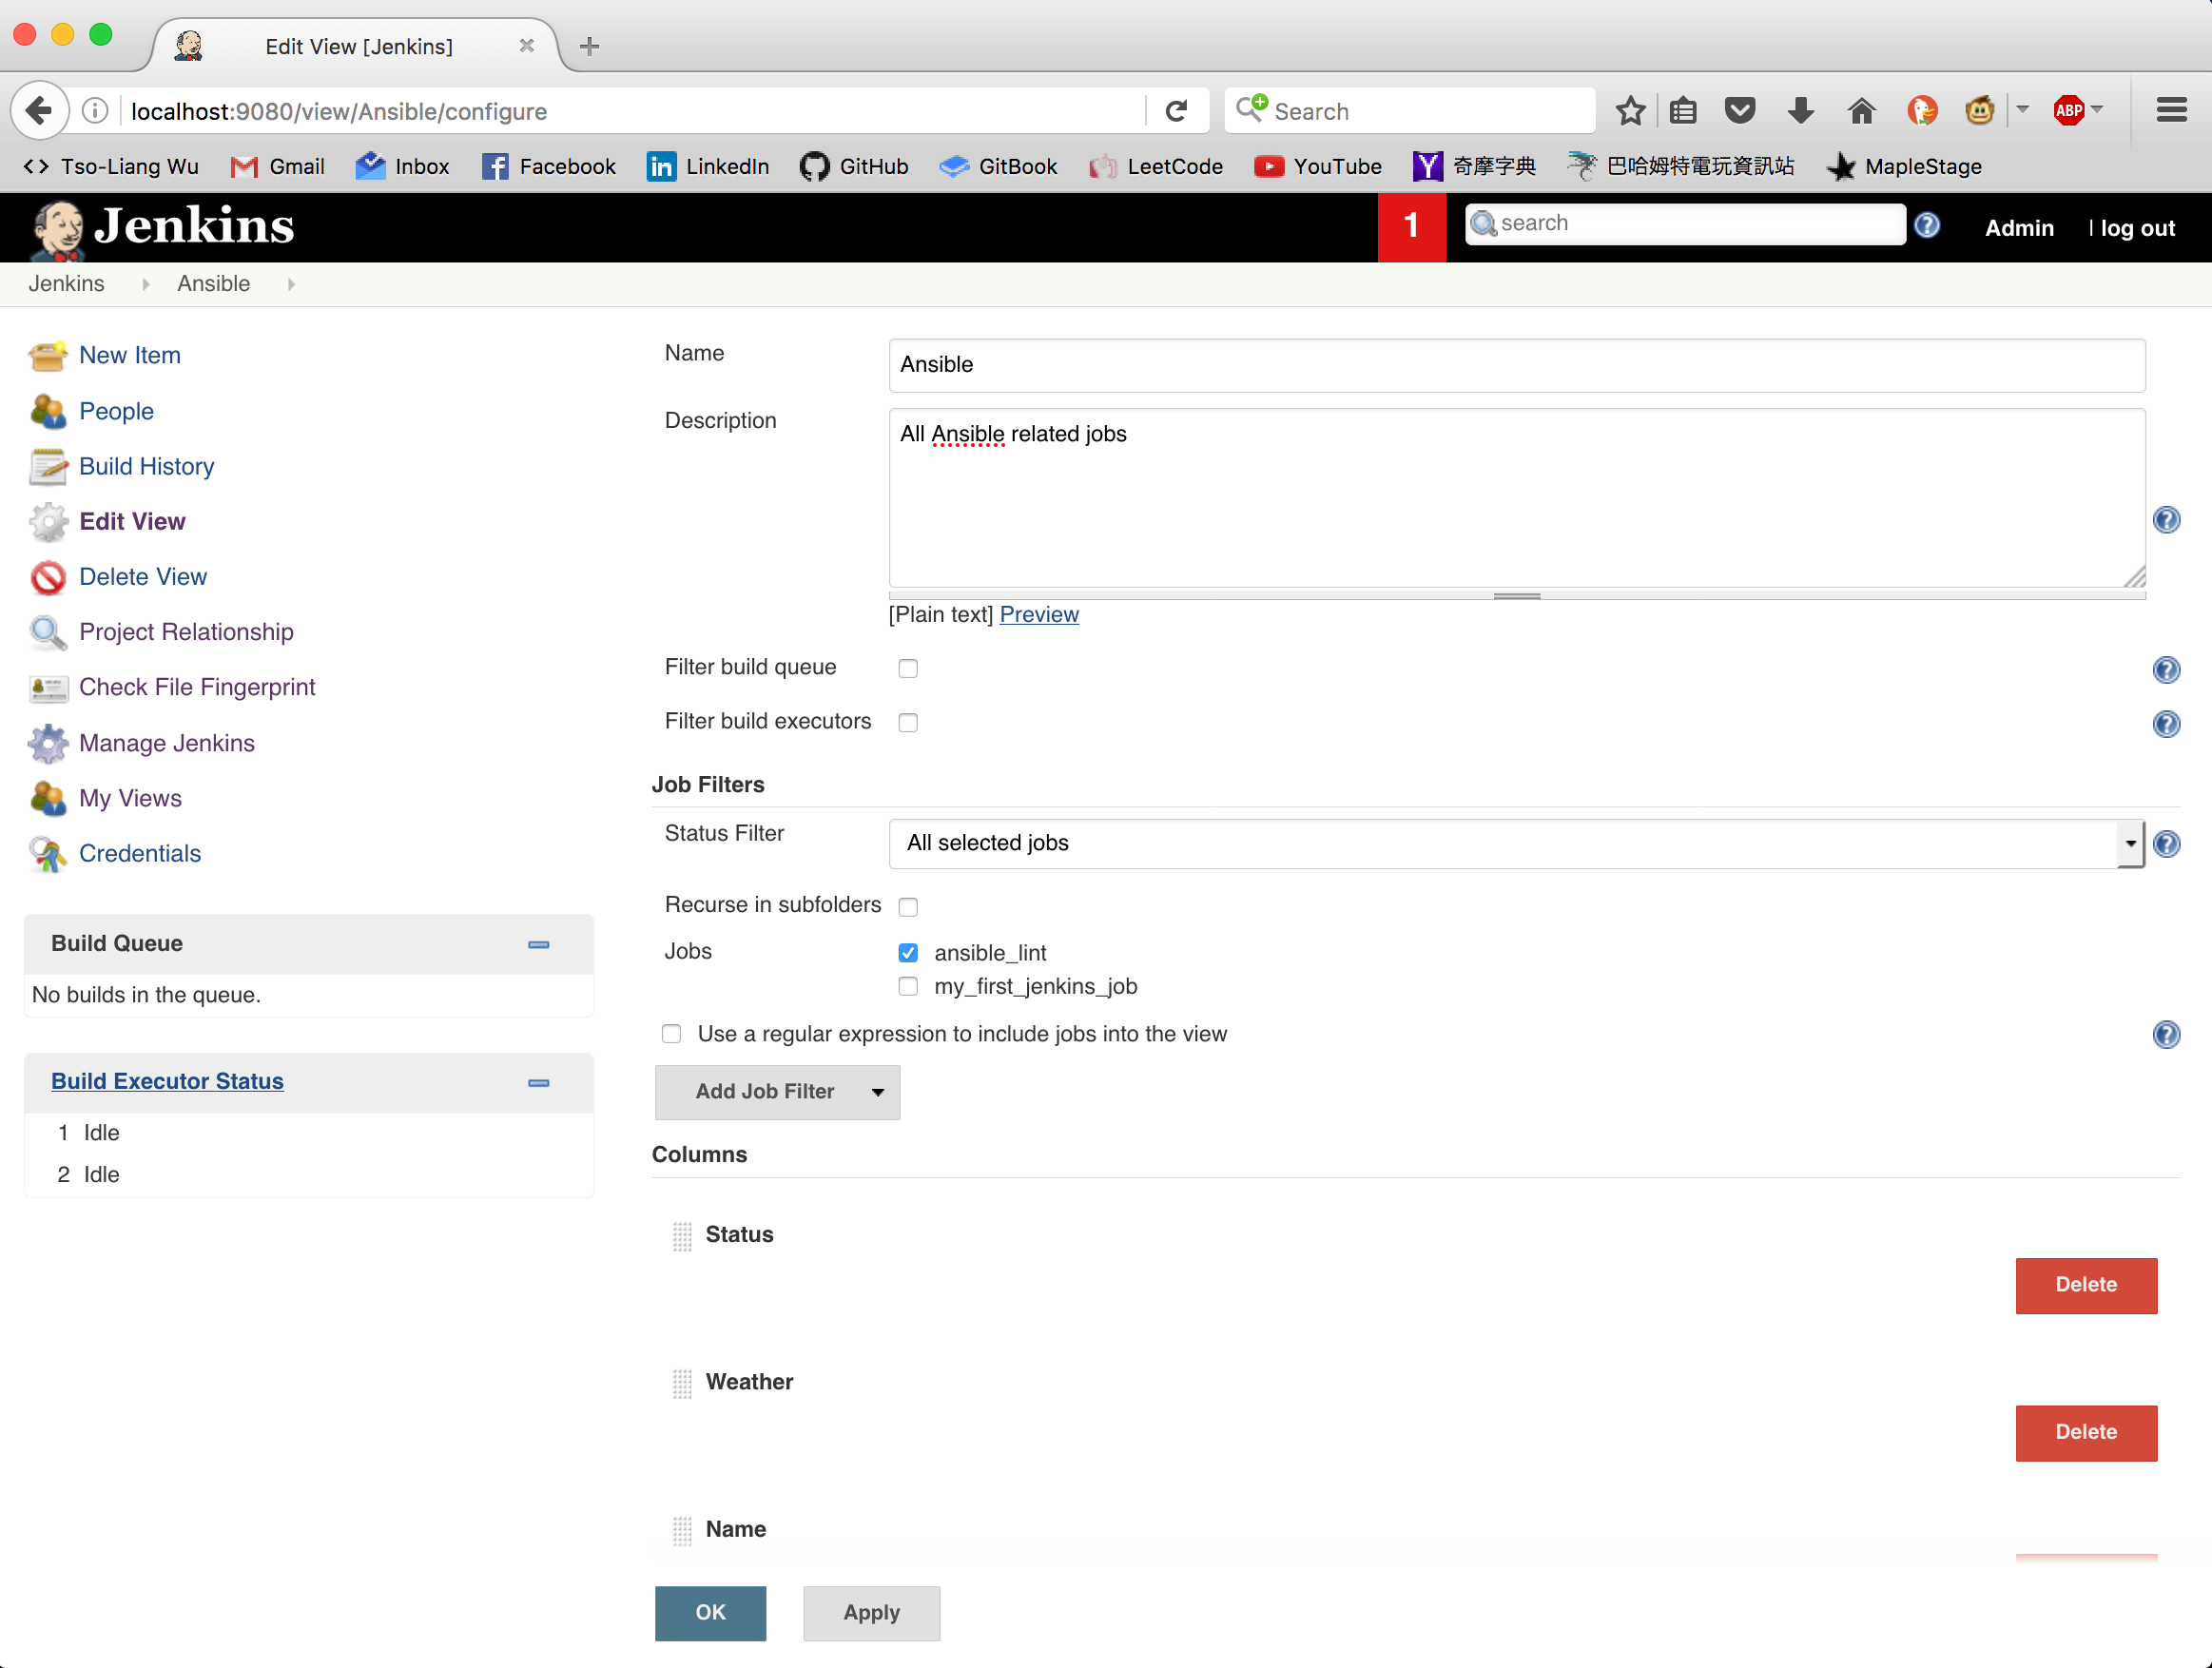 Edit View [Jenkins]
localhost:9080/view/Ansible/configure
Search
ABP
Tso-Liang Wu
Gmail
Inbox
Facebook
LinkedIn
GitHub
GitBook
LeetCode
YouTube
奇摩字典
巴哈姆特電玩資訊站
MapleStage
Jenkins
1
search
Admin
| log out
Jenkins
Ansible
New Item
People
Build History
Edit View
Delete View
Project Relationship
Check File Fingerprint
Manage Jenkins
My Views
Credentials
Build Queue
No builds in the queue.
Build Executor Status
1 Idle
2 Idle
Name
Ansible
Description
All Ansible related jobs
[Plain text] Preview
Filter build queue
Filter build executors
Job Filters
Status Filter
All selected jobs
Recurse in subfolders
Jobs
ansible_lint
my_first_jenkins_job
Use a regular expression to include jobs into the view
Add Job Filter
Columns
Status
Delete
Weather
Delete
Name
OK
Apply